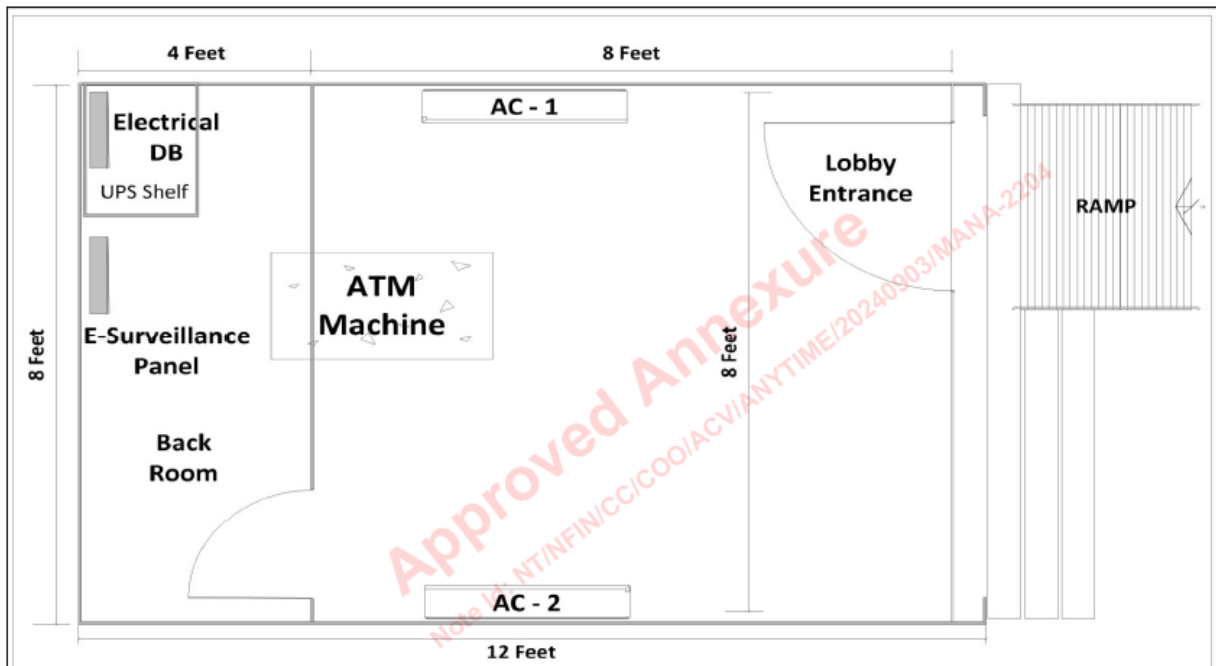 4 Feet
8 Feet
Electrical
DB
UPS Shelf
AC - 1
Lobby
Entrance
RAMP
ATM
Machine
E-Surveillance
Panel
8 Feet
8 Feet
Back
Room
AC - 2
12 Feet
Approved Annexure
Note Id: NT/NFIN/CC/COO/ACV/ANYTIME/20240903/MANA-2204